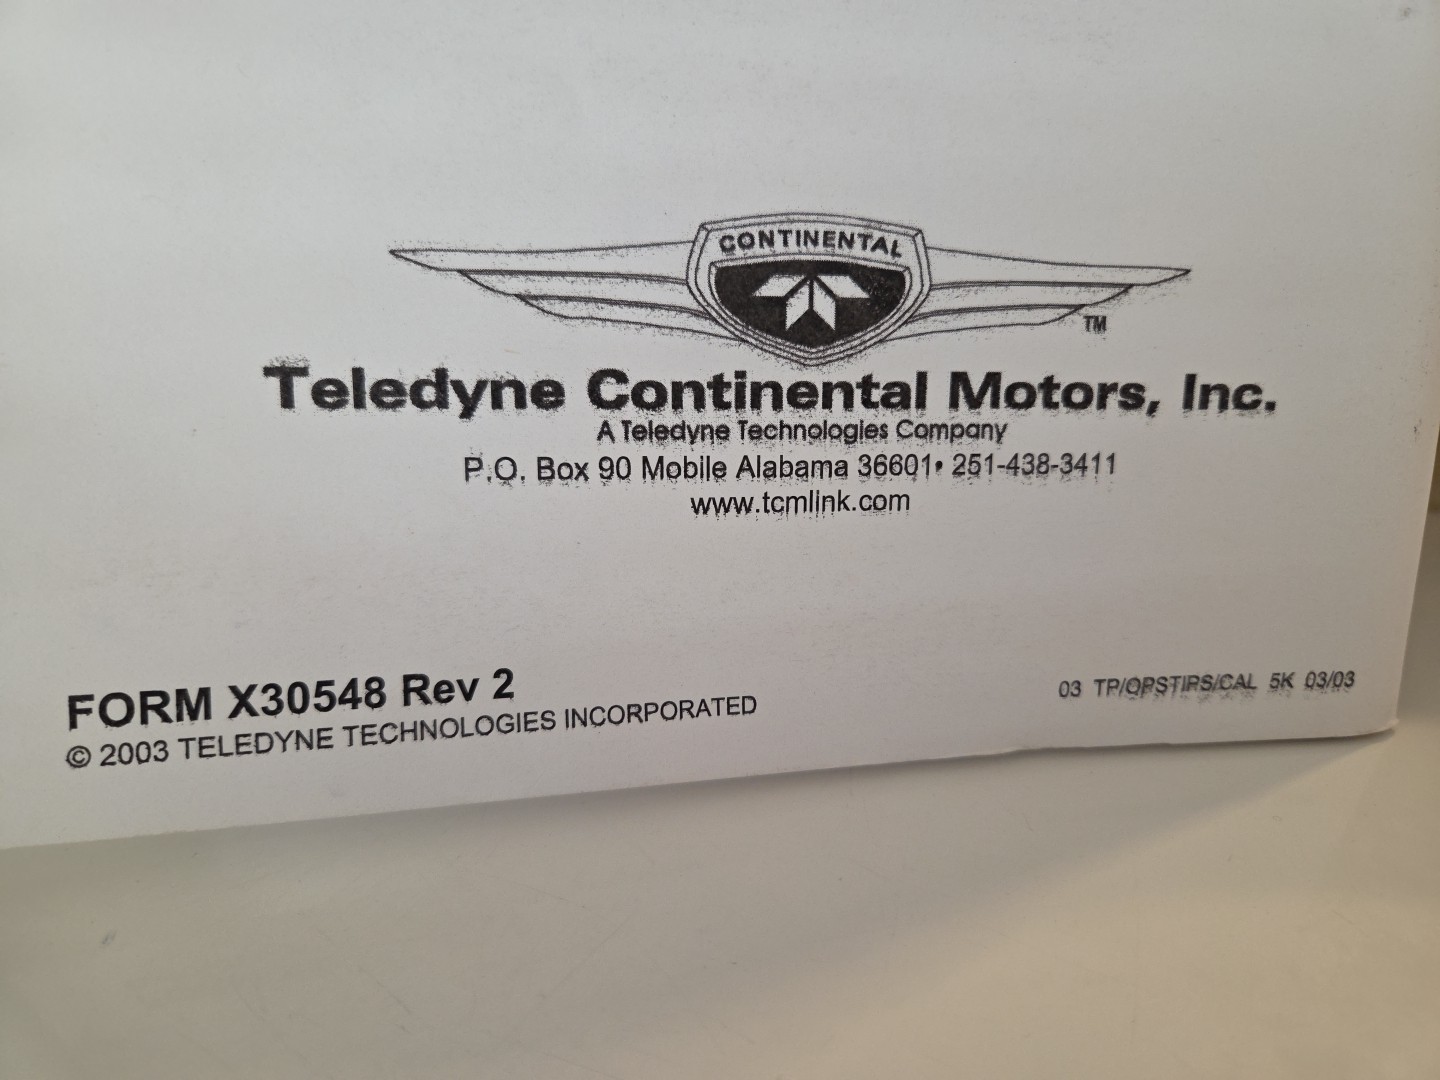 CONTINENTAL
TM
Teledyne Continental Motors, Inc.
A Teledyne Technologies Company
P.O. Box 90 Mobile Alabama 36601• 251-438-3411
www.tcmlink.com
FORM X30548 Rev 2
© 2003 TELEDYNE TECHNOLOGIES INCORPORATED
03 TP/OPSTIPS/CAL 5K 03/03